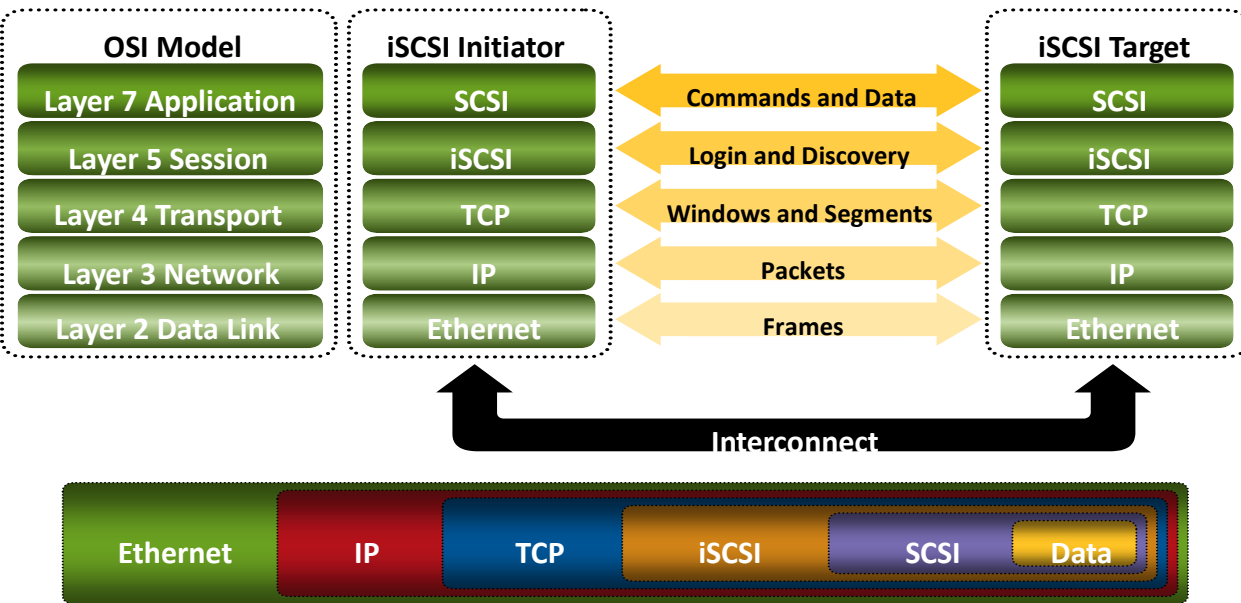 OSI Model
iSCSI Initiator
iSCSI Target
Layer 7 Application
SCSI
Commands and Data
SCSI
Layer 5 Session
iSCSI
Login and Discovery
iSCSI
Layer 4 Transport
TCP
Windows and Segments
TCP
Layer 3 Network
IP
Packets
IP
Layer 2 Data Link
Ethernet
Frames
Ethernet
Interconnect
Ethernet
IP
TCP
iSCSI
SCSI
Data